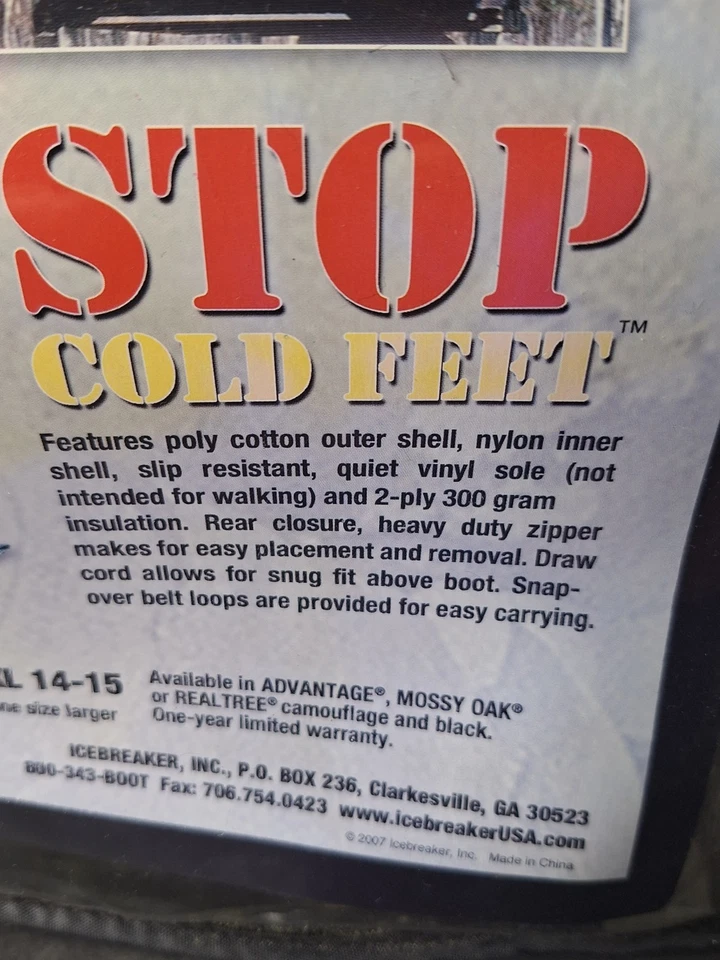 STOP
COLD FEET™
Features poly cotton outer shell, nylon inner
shell, slip resistant, quiet vinyl sole (not
intended for walking) and 2-ply 300 gram
insulation. Rear closure, heavy duty zipper
makes for easy placement and removal. Draw
cord allows for snug fit above boot. Snap-
over belt loops are provided for easy carrying.
XL 14-15
one size larger
Available in ADVANTAGE®, MOSSY OAK®
or REALTREE® camouflage and black.
One-year limited warranty.
ICEBREAKER, INC., P.O. BOX 236, Clarkesville, GA 30523
800-343-BOOT Fax: 706.754.0423 www.icebreakerUSA.com
© 2007 Icebreaker, Inc. Made in China